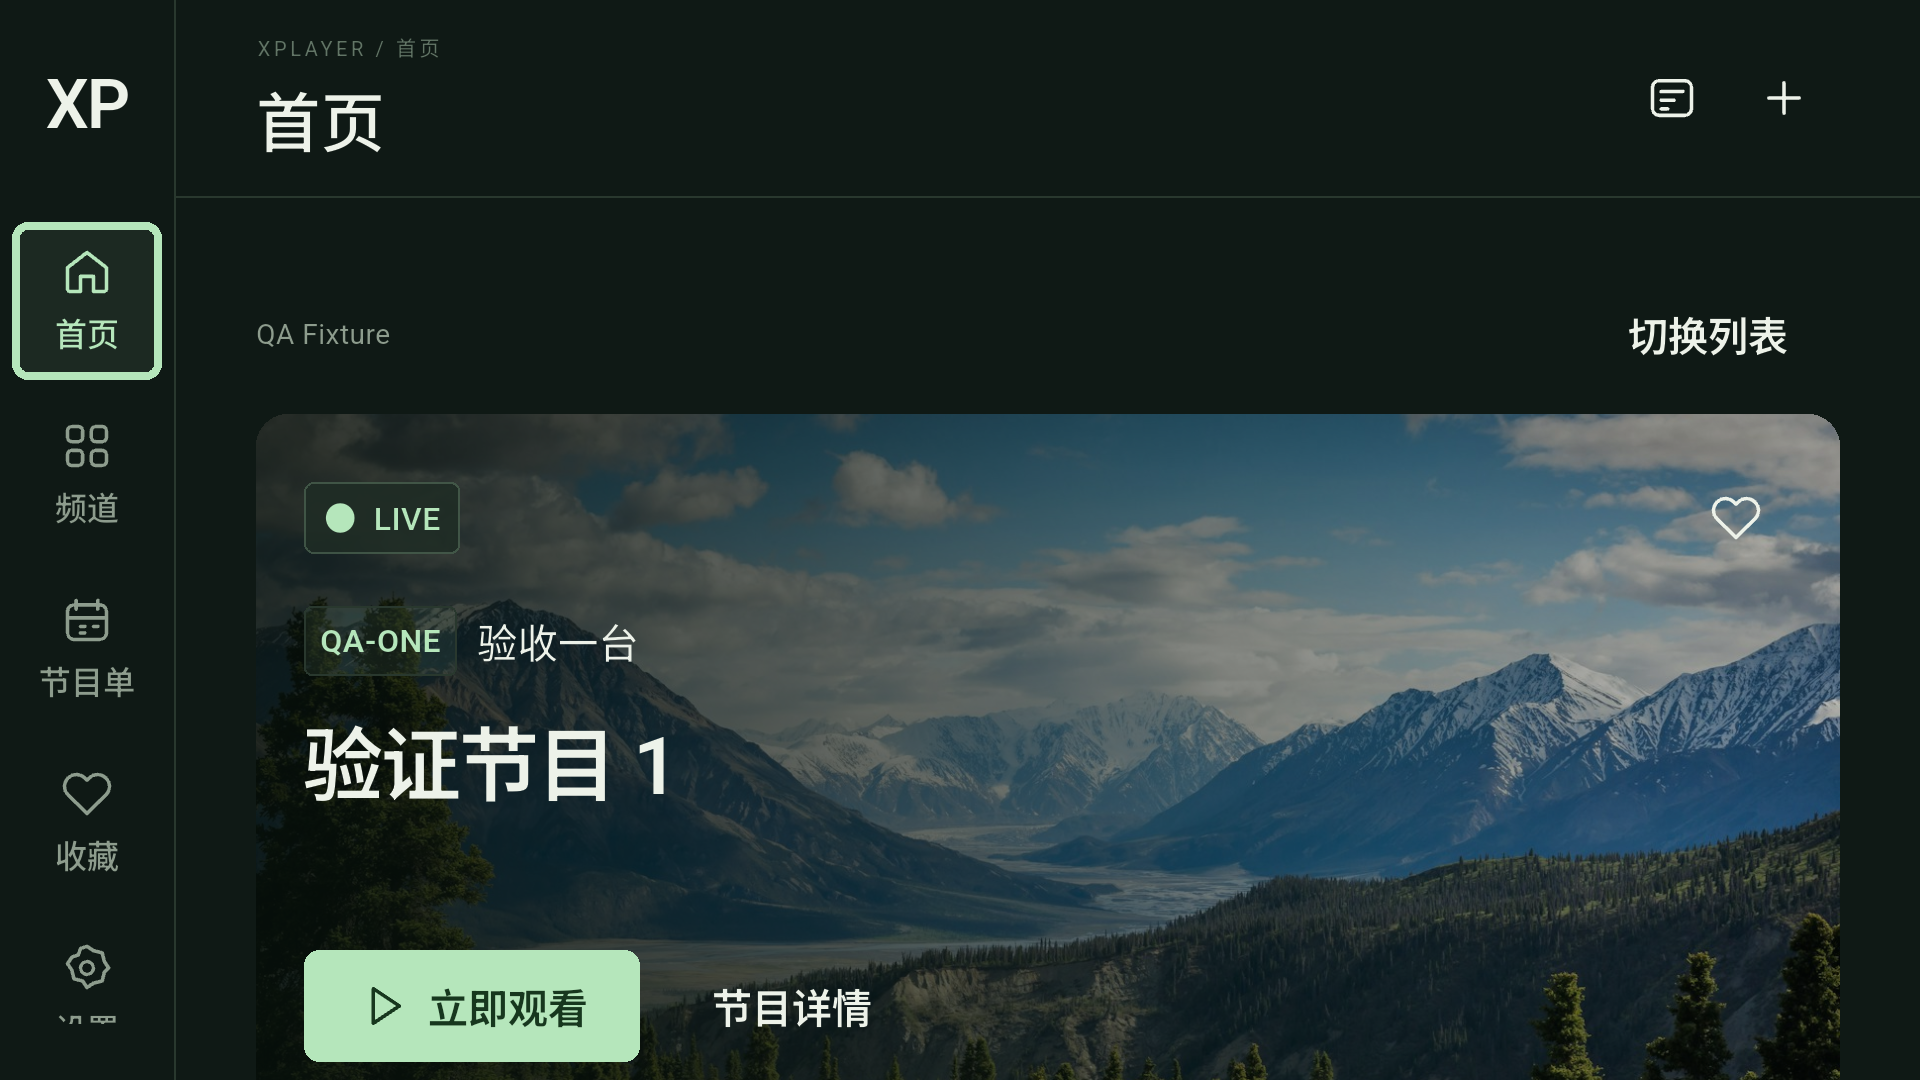 XP
首页
频道
节目单
收藏
设置
XPLAYER / 首页
首页
QA Fixture
切换列表
LIVE
QA-ONE 验收一台
验证节目 1
立即观看
节目详情